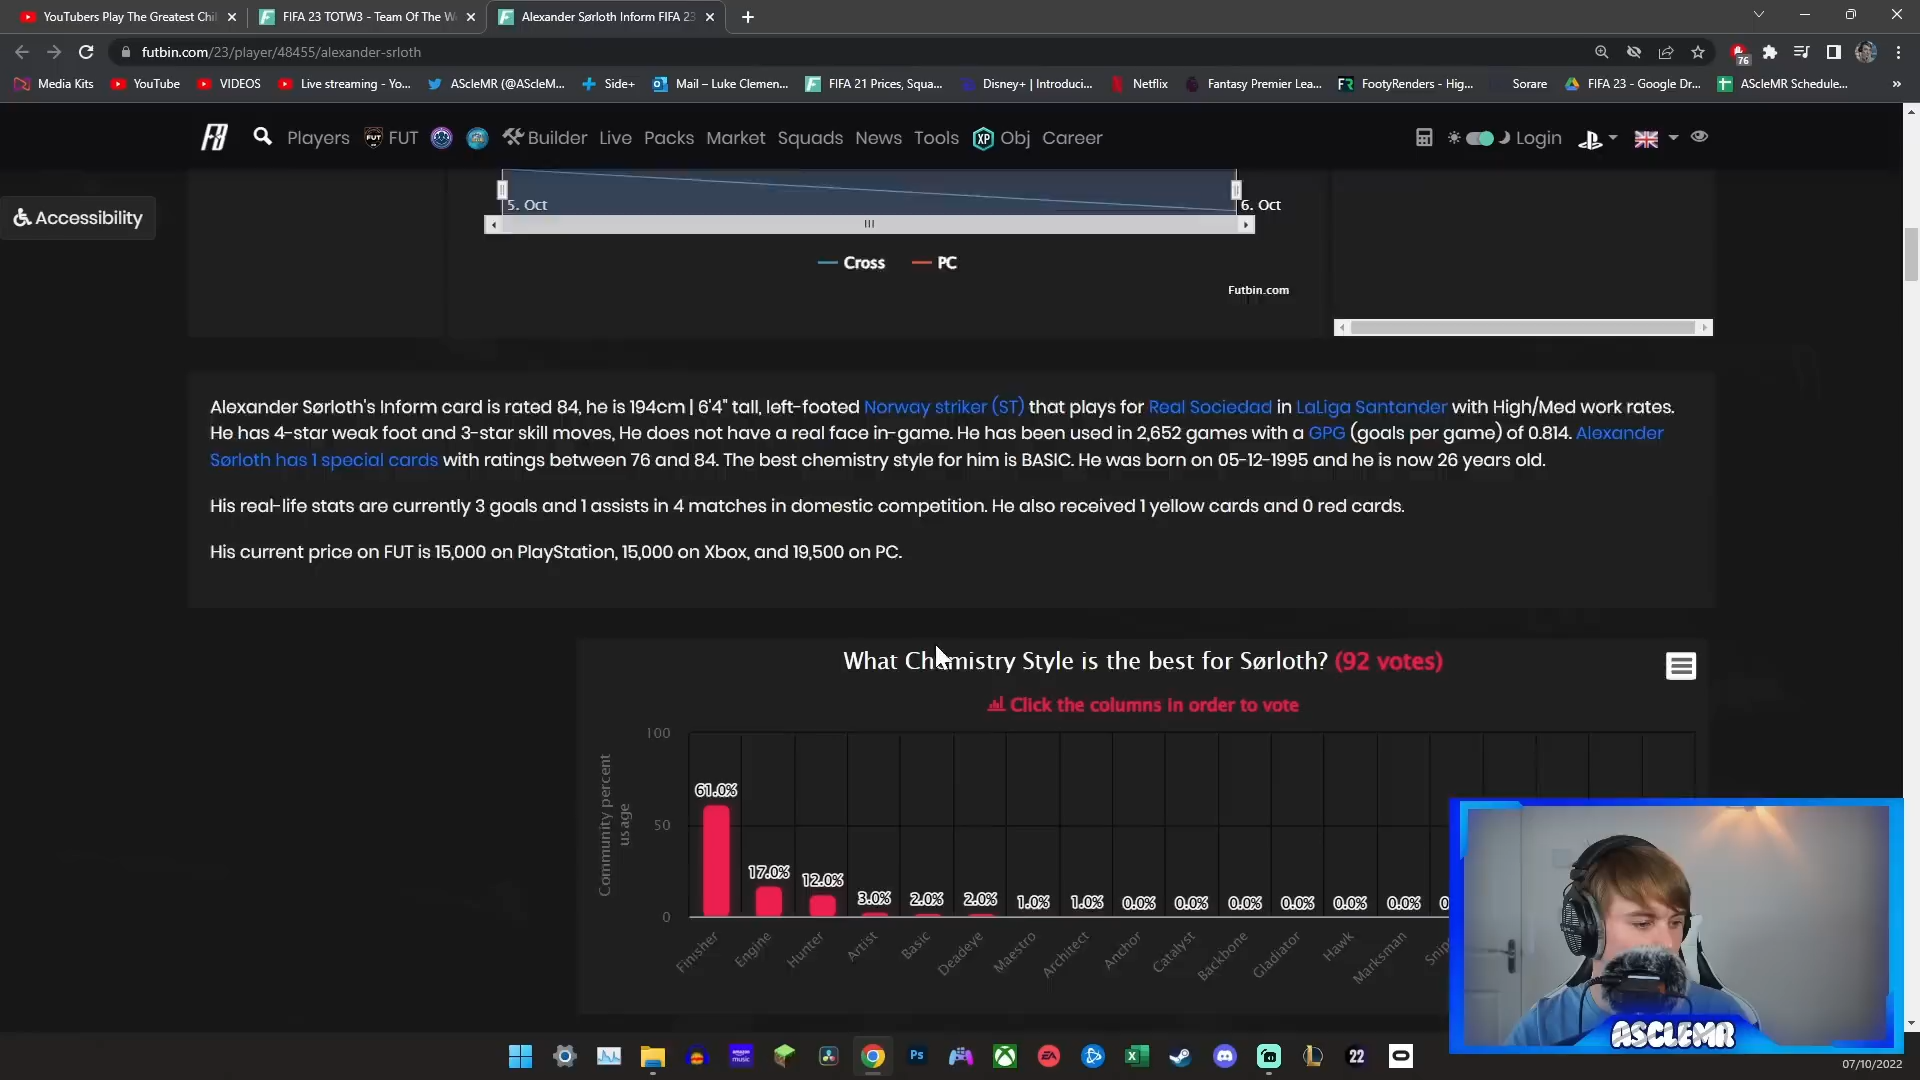 YouTubers Play The Greatest Chi
FIFA 23 TOTW3 - Team Of The W
Alexander Sørloth Inform FIFA 23
futbin.com/23/player/48455/alexander-srloth
76
Media Kits
YouTube
VIDEOS
Live streaming - Yo...
AScleMR (@AScleM...
Side+
Mail – Luke Clemen...
FIFA 21 Prices, Squa...
Disney+ | Introduci...
Netflix
Fantasy Premier Lea...
FootyRenders - Hig...
Sorare
FIFA 23 - Google Dr...
AScleMR Schedule...
Players
FUT
Builder
Live
Packs
Market
Squads
News
Tools
XP
Obj
Career
Login
Accessibility
5. Oct
6. Oct
Cross
PC
Futbin.com
Alexander Sørloth's Inform card is rated 84, he is 194cm | 6'4" tall, left-footed Norway striker (ST) that plays for Real Sociedad in LaLiga Santander with High/Med work rates.
He has 4-star weak foot and 3-star skill moves, He does not have a real face in-game. He has been used in 2,652 games with a GPG (goals per game) of 0.814. Alexander
Sørloth has 1 special cards with ratings between 76 and 84. The best chemistry style for him is BASIC. He was born on 05-12-1995 and he is now 26 years old.
His real-life stats are currently 3 goals and 1 assists in 4 matches in domestic competition. He also received 1 yellow cards and 0 red cards.
His current price on FUT is 15,000 on PlayStation, 15,000 on Xbox, and 19,500 on PC.
What Chemistry Style is the best for Sørloth? (92 votes)
Click the columns in order to vote
Community percent
usage
100
50
0
61.0%
17.0%
12.0%
3.0%
2.0%
2.0%
1.0%
1.0%
0.0%
0.0%
0.0%
0.0%
0.0%
0.0%
0
Finisher
Engine
Hunter
Artist
Basic
Deadeye
Maestro
Architect
Anchor
Catalyst
Backbone
Gladiator
Hawk
Marksman
Snip
ASCLEMR
amazon music
Ps
EA
22
07/10/2022